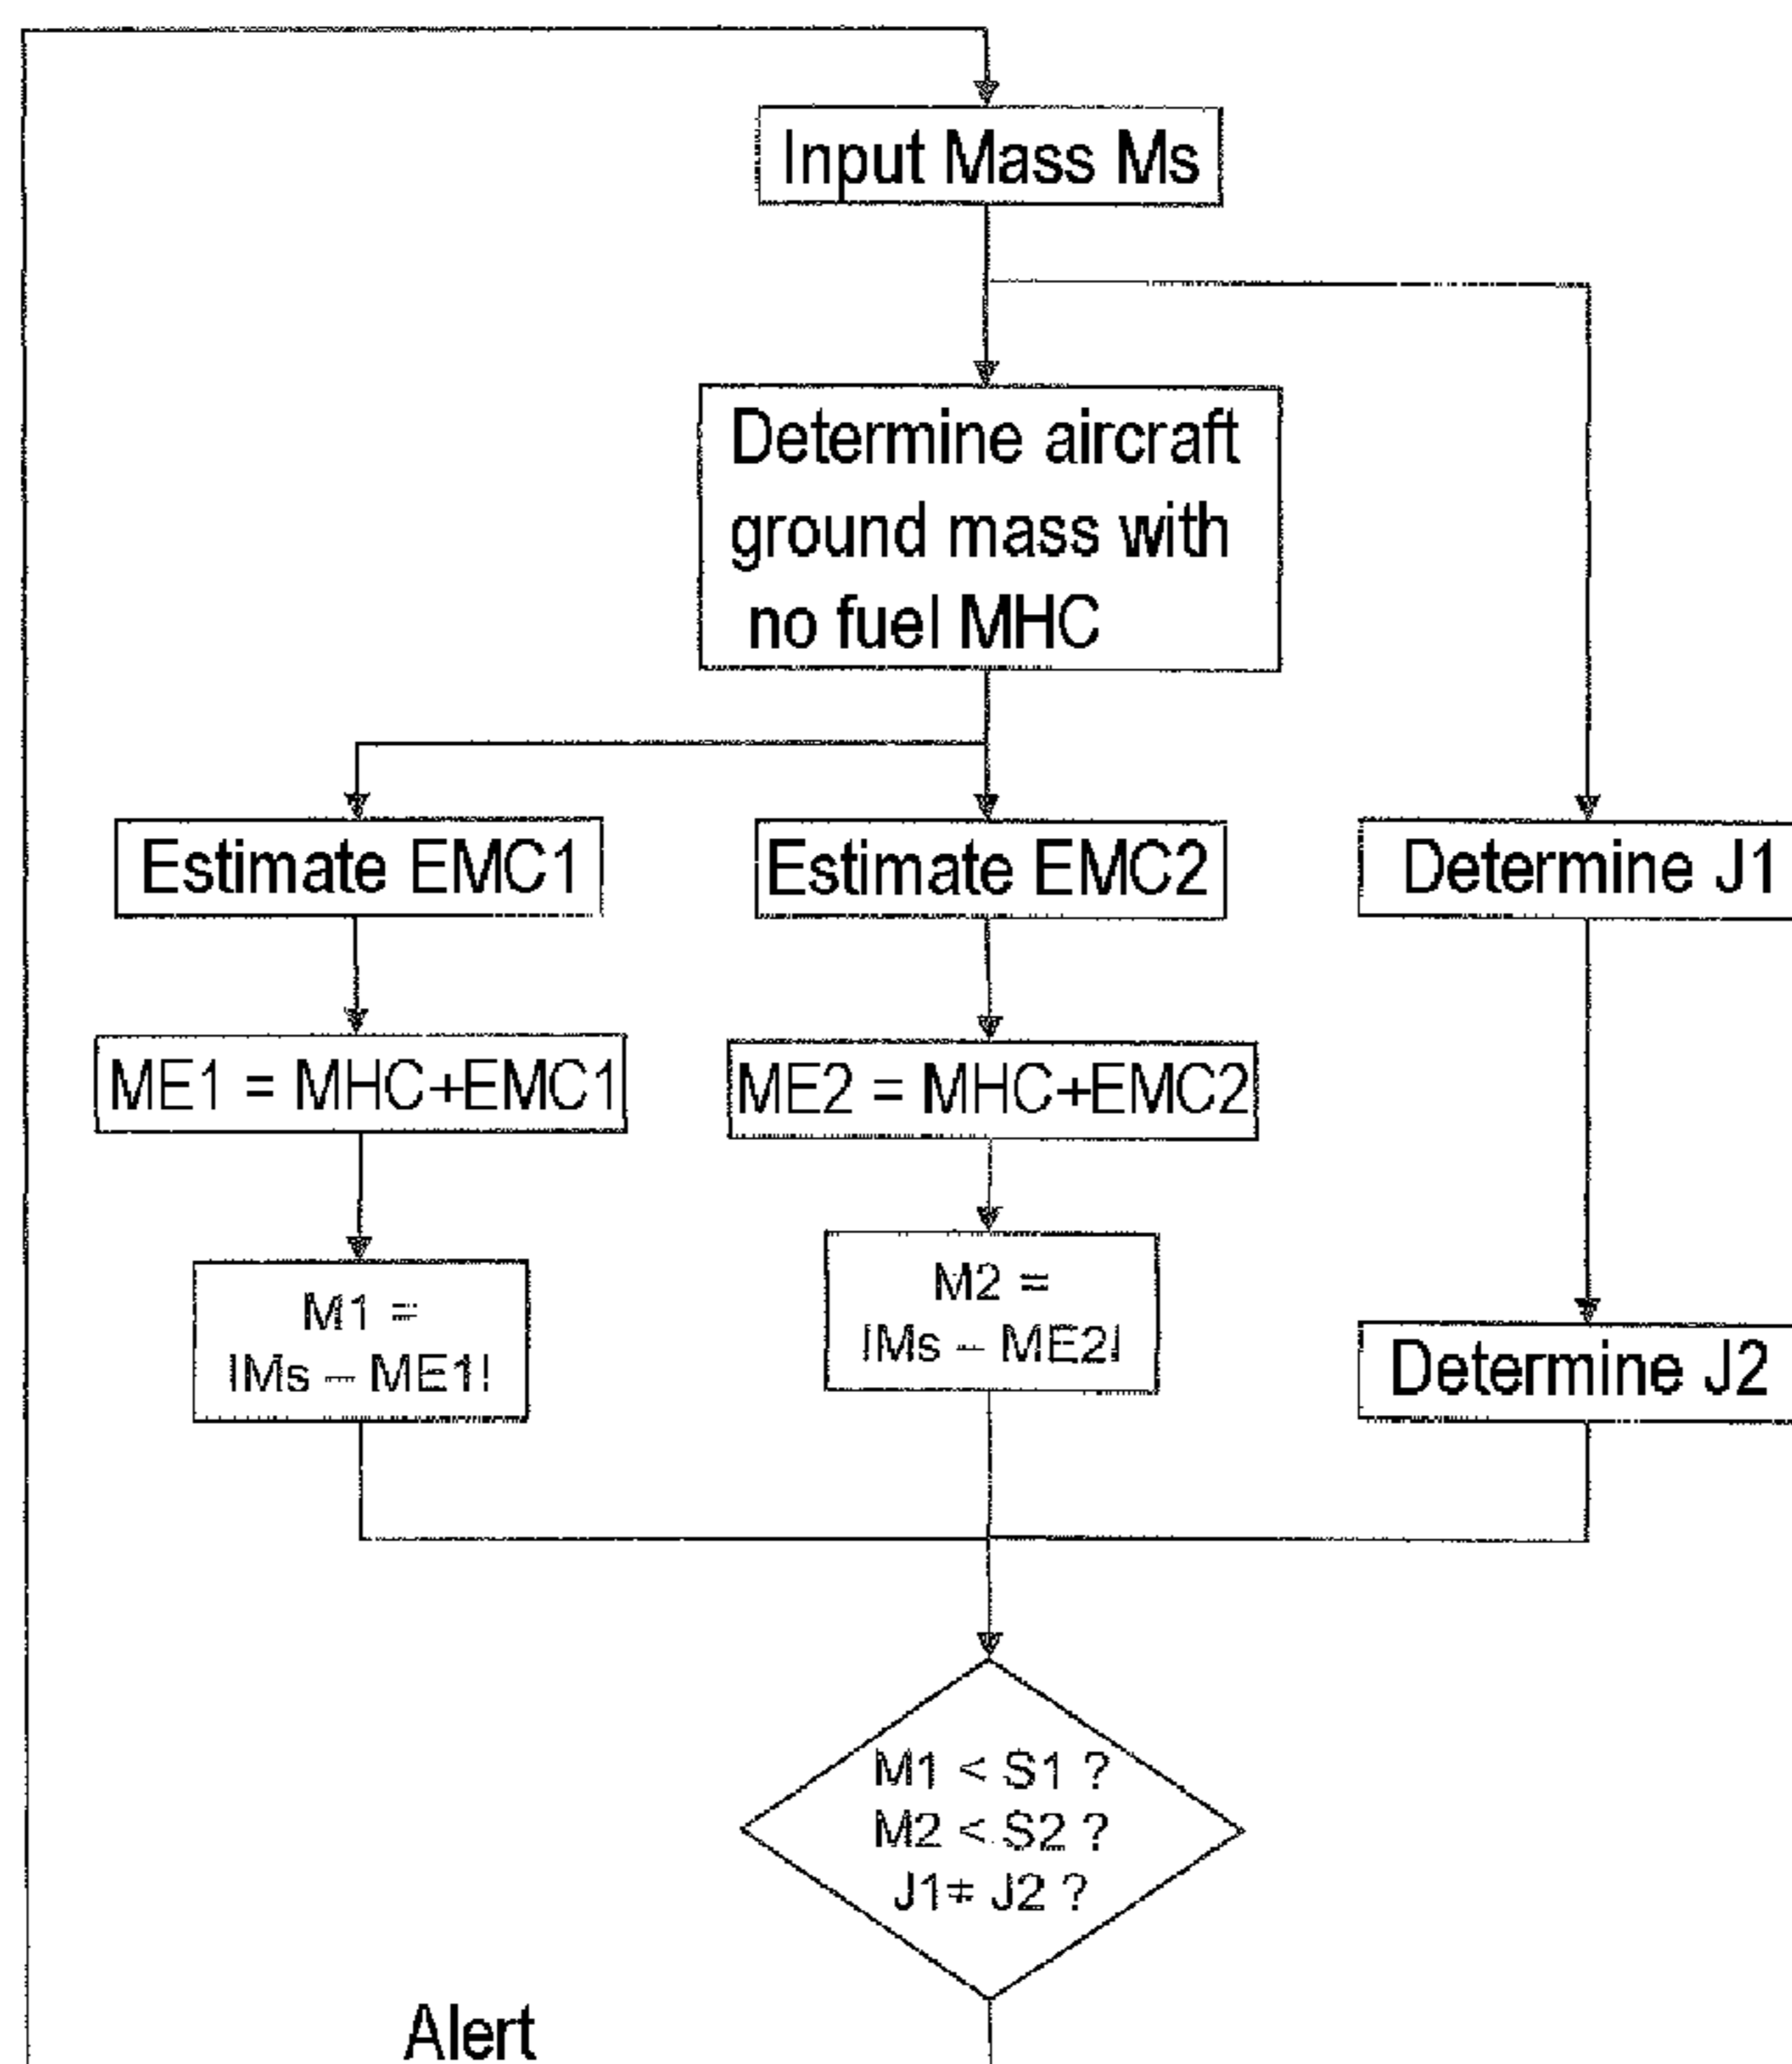 Input Mass Ms
Determine aircraft
ground mass with
no fuel MHC
Estimate EMC1
Estimate EMC2
Determine J1
ME1 = MHC+EMC1
ME2 = MHC+EMC2
M1 =
|Ms – ME1|
M2 =
|Ms – ME2|
Determine J2
M1 < S1 ?
M2 < S2 ?
J1≠ J2 ?
Alert